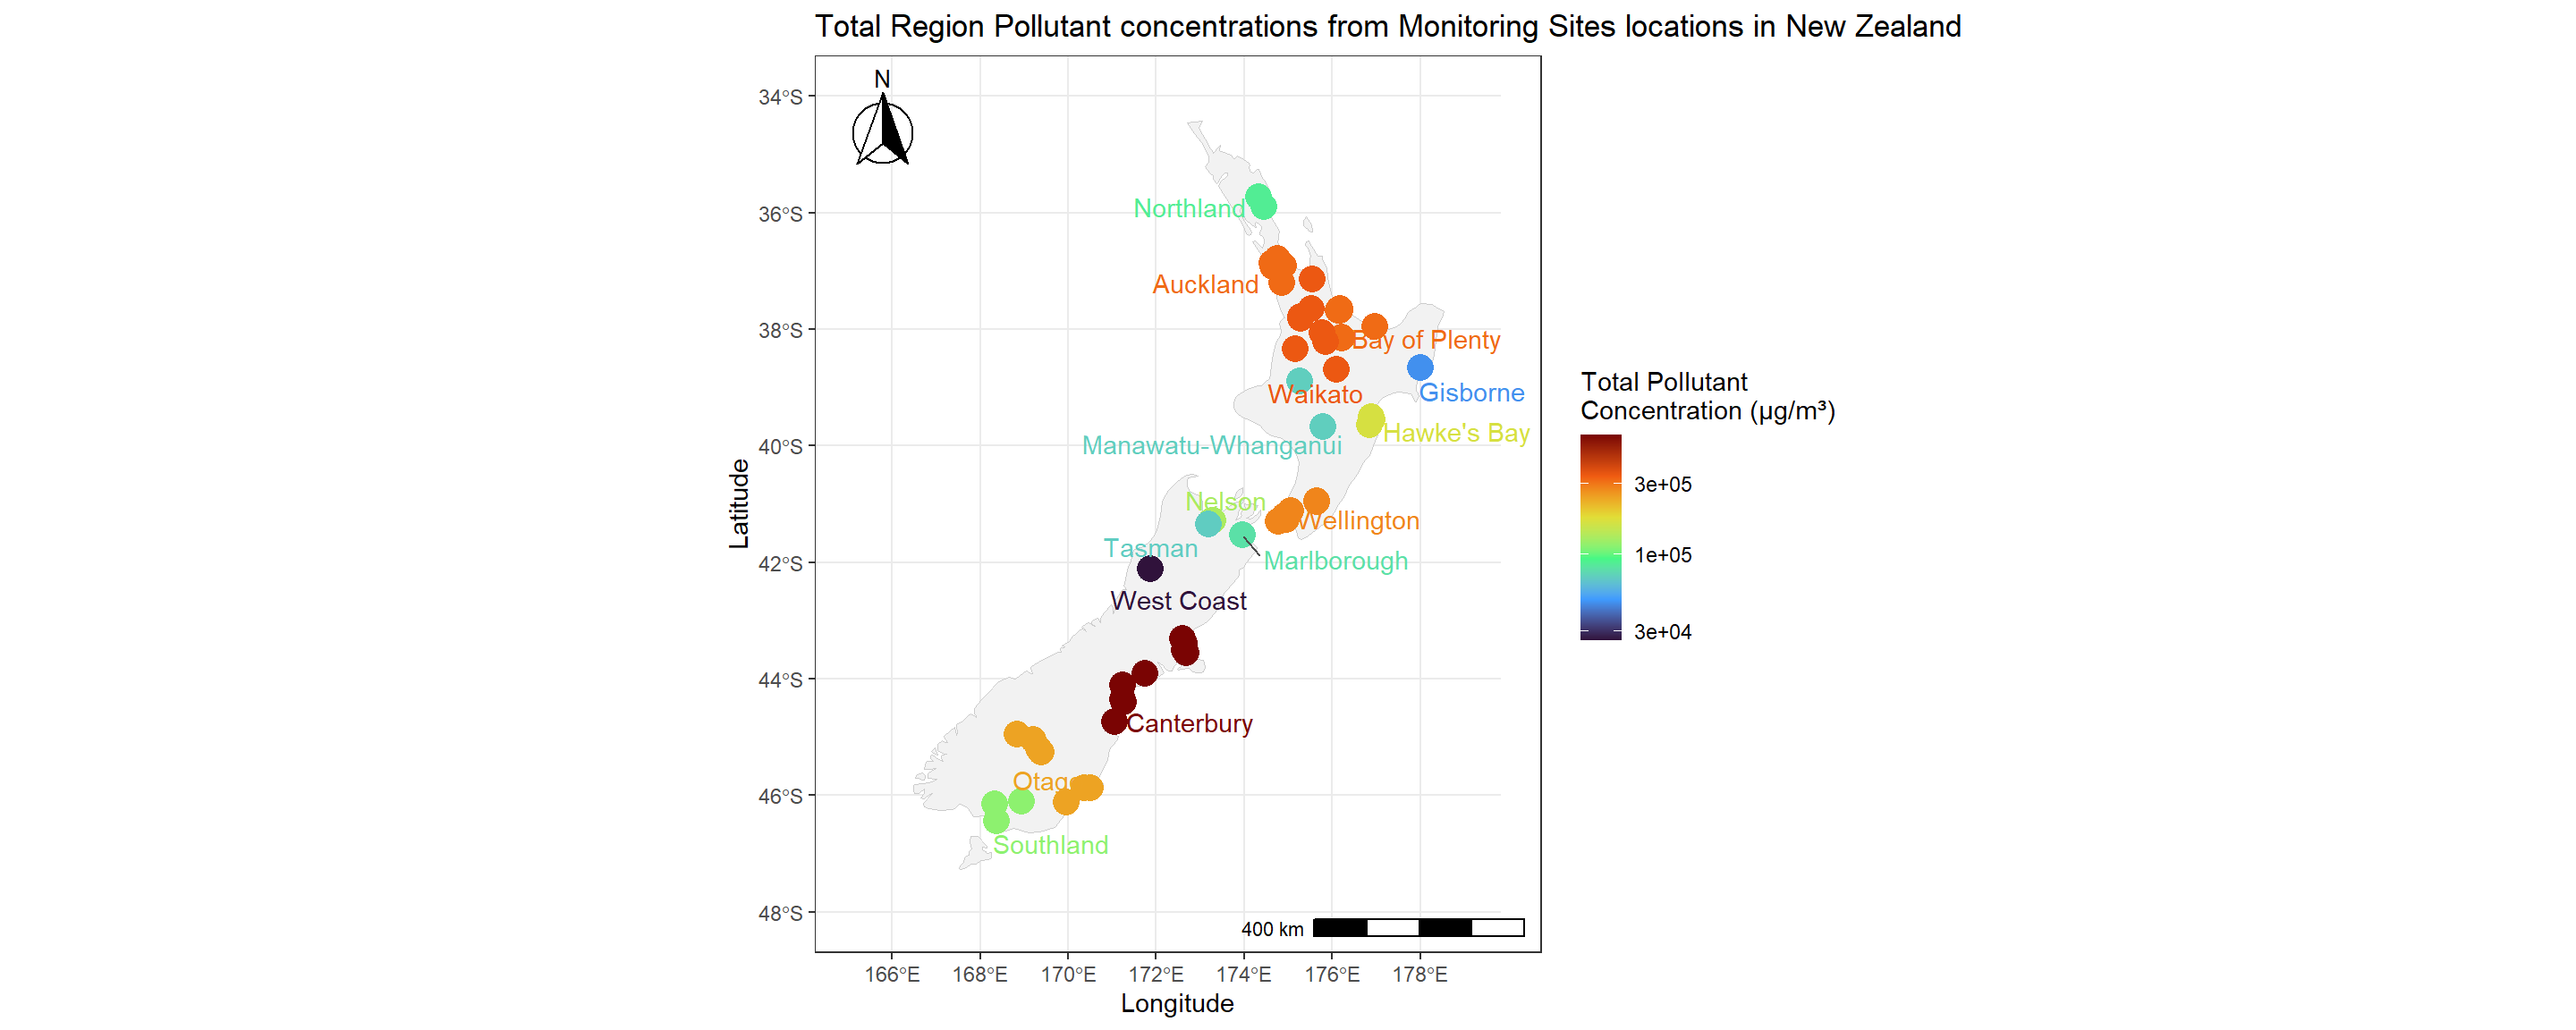 Total Region Pollutant concentrations from Monitoring Sites locations in New Zealand
N
34°S
36°S
38°S
40°S
42°S
44°S
46°S
48°S
Latitude
Northland
Auckland
Bay of Plenty
Waikato
Gisborne
Hawke's Bay
Manawatu-Whanganui
Nelson
Wellington
Tasman
Marlborough
West Coast
Canterbury
Otago
Southland
400 km
166°E
168°E
170°E
172°E
174°E
176°E
178°E
Longitude
Total Pollutant
Concentration (µg/m³)
3e+05
1e+05
3e+04